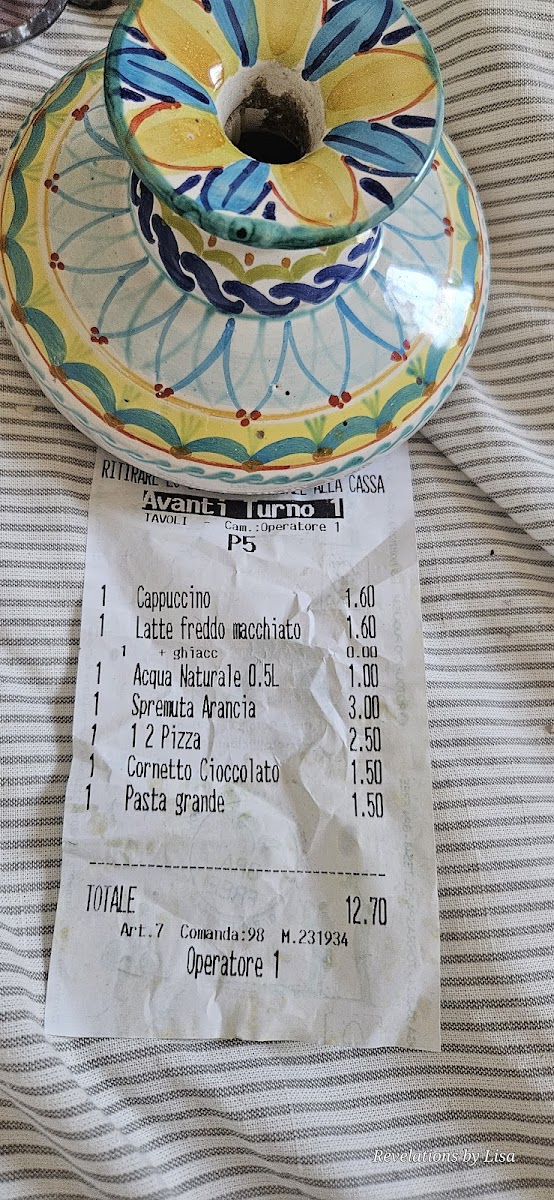 RITIRARE ALLA CASSA
Avanti Turno 1
TAVOLI - Cam.:Operatore 1
P5
1 Cappuccino 1.60
1 Latte freddo macchiato 1.60
1 + ghiacc 0.00
1 Acqua Naturale 0.5L 1.00
1 Spremuta Arancia 3.00
1 1 2 Pizza 2.50
1 Cornetto Cioccolato 1.50
1 Pasta grande 1.50
TOTALE 12.70
Art.7 Comanda:98 M.231934
Operatore 1
Revelations by Lisa